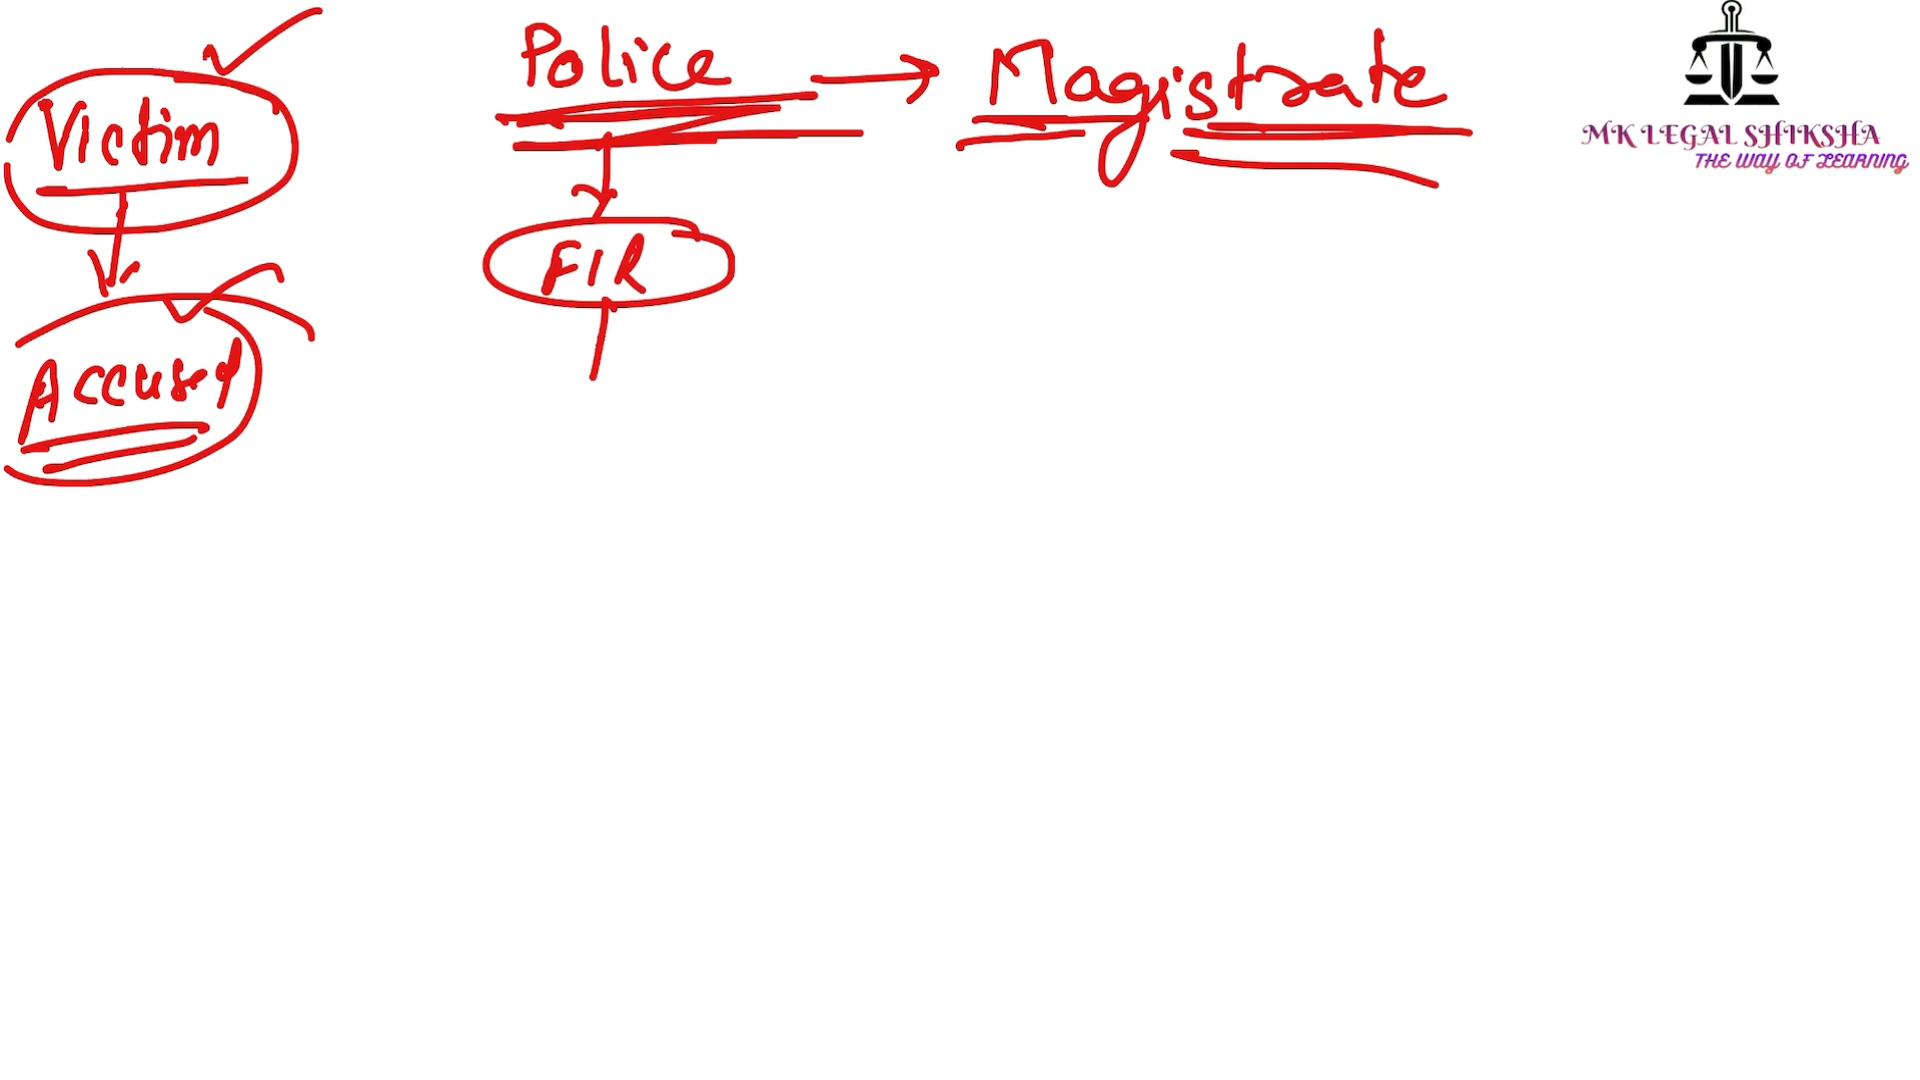 Victim
Accused
Police → Magistrate
FIR
MK LEGAL SHIKSHA
THE WAY OF LEARNING